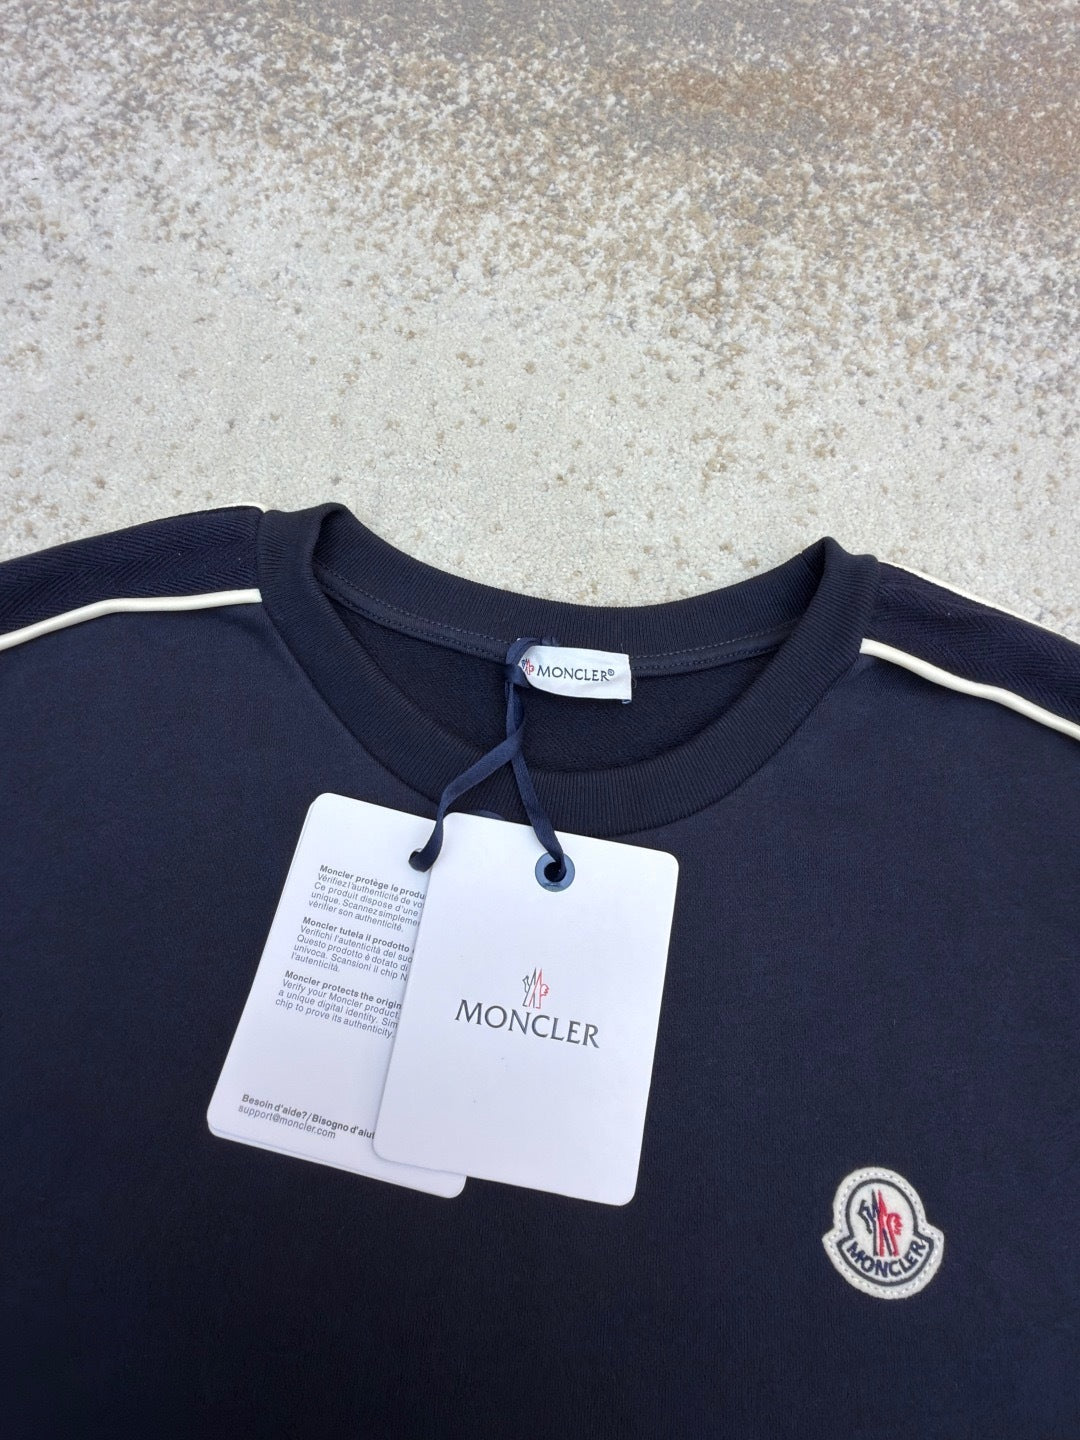 MONCLER®
Moncler protège le produ
Vérifiez l'authenticité de vo
Ce produit dispose d'une
unique. Scannez simpleme
vérifier son authenticité.
Moncler tutela il prodotto
Verifichi l'autenticità del suo
Questo prodotto è dotato di
univoca. Scansioni il chip N
l'autenticità.
Moncler protects the origin
Verify your Moncler product.
a unique digital identity. Sim
chip to prove its authenticity.
Besoin d'aide? / Bisogno d'aiut
support@moncler.com
MONCLER
MONCLER